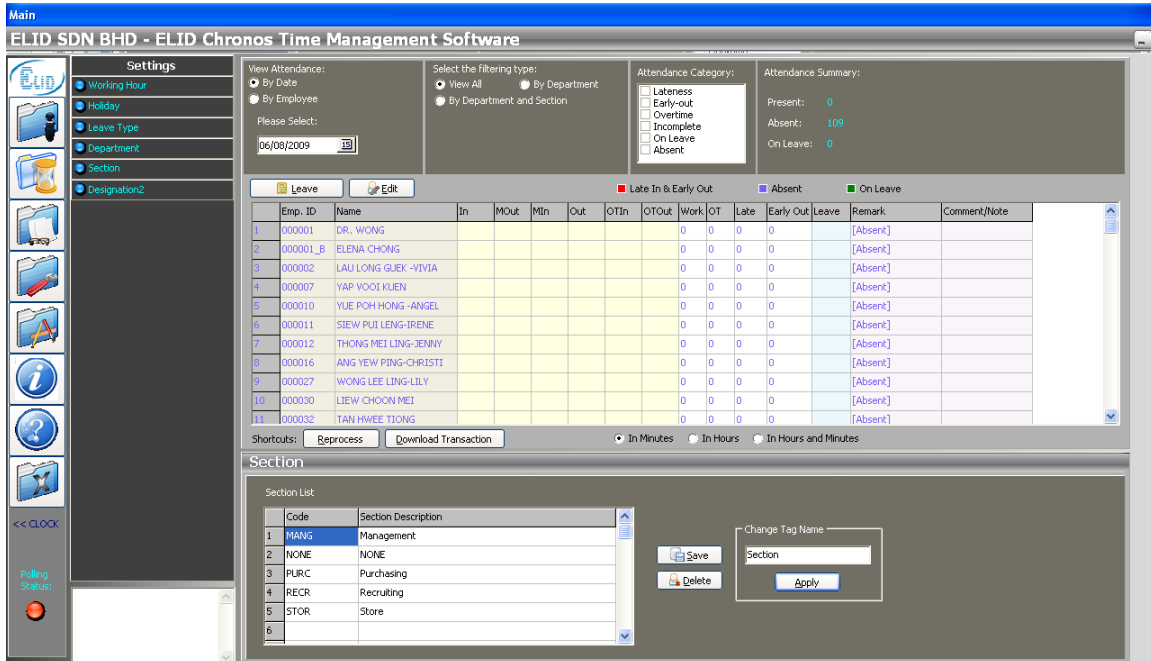 Main
ELID SDN BHD - ELID Chronos Time Management Software
ELID
Settings
Working Hour
Holiday
Leave Type
Department
Section
Designation2
<< CLOCK
Polling
Status:
View Attendance:
By Date
By Employee
Please Select:
06/08/2009 15
Select the filtering type:
View All By Department
By Department and Section
Attendance Category:
Lateness
Early-out
Overtime
Incomplete
On Leave
Absent
Attendance Summary:
Present: 0
Absent: 109
On Leave: 0
Leave Edit Late In & Early Out Absent On Leave
Emp. ID Name In MOut MIn Out OTIn OTOut Work OT Late Early Out Leave Remark Comment/Note
1 000001 DR. WONG 0 0 0 0 [Absent]
2 000001_B ELENA CHONG 0 0 0 0 [Absent]
3 000002 LAU LONG GUEK -VIVIA 0 0 0 0 [Absent]
4 000007 YAP VOOI KUEN 0 0 0 0 [Absent]
5 000010 YUE POH HONG -ANGEL 0 0 0 0 [Absent]
6 000011 SIEW PUI LENG-IRENE 0 0 0 0 [Absent]
7 000012 THONG MEI LING-JENNY 0 0 0 0 [Absent]
8 000016 ANG YEW PING-CHRISTI 0 0 0 0 [Absent]
9 000027 WONG LEE LING-LILY 0 0 0 0 [Absent]
10 000030 LIEW CHOON MEI 0 0 0 0 [Absent]
11 000032 TAN HWEE TIONG 0 0 0 0 [Absent]
Shortcuts: Reprocess Download Transaction In Minutes In Hours In Hours and Minutes
Section
Section List
Code Section Description
1 MANG Management
2 NONE NONE
3 PURC Purchasing
4 RECR Recruiting
5 STOR Store
6
Save
Delete
Change Tag Name
Section
Apply